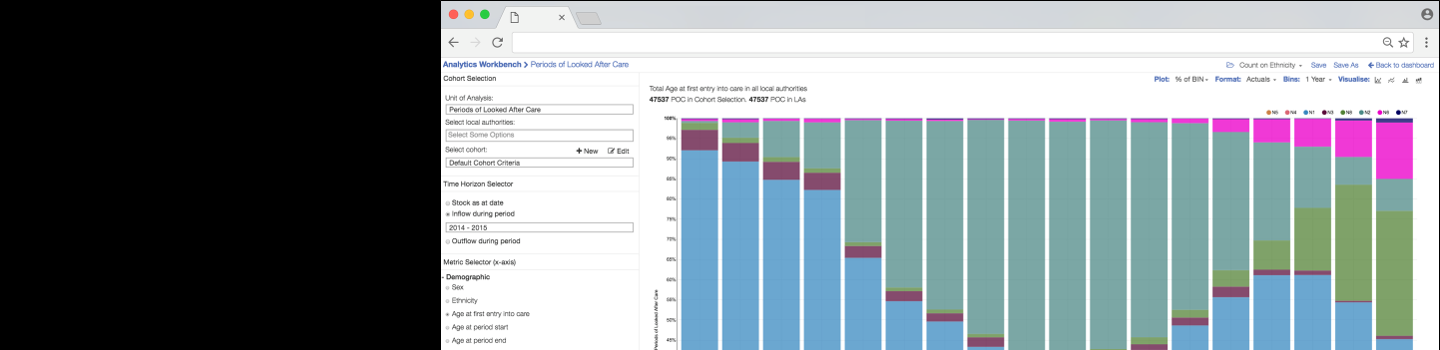 Analytics Workbench > Periods of Looked After Care
Count on Ethnicity
Save
Save As
Back to dashboard
Cohort Selection
Unit of Analysis:
Periods of Looked After Care
Select local authorities:
Select Some Options
Select cohort:
New
Edit
Default Cohort Criteria
Time Horizon Selector
Stock as at date
Inflow during period
2014 - 2015
Outflow during period
Metric Selector (x-axis)
- Demographic
Sex
Ethnicity
Age at first entry into care
Age at period start
Age at period end
Plot: % of BIN Format: Actuals Bins: 1 Year Visualise:
Total Age at first entry into care in all local authorities
47537 POC in Cohort Selection. 47537 POC in LAs
N5 N4 N1 N3 N9 N2 N6 N7
100%
95%
90%
85%
80%
75%
70%
65%
60%
55%
50%
45%
Periods of Looked After Care